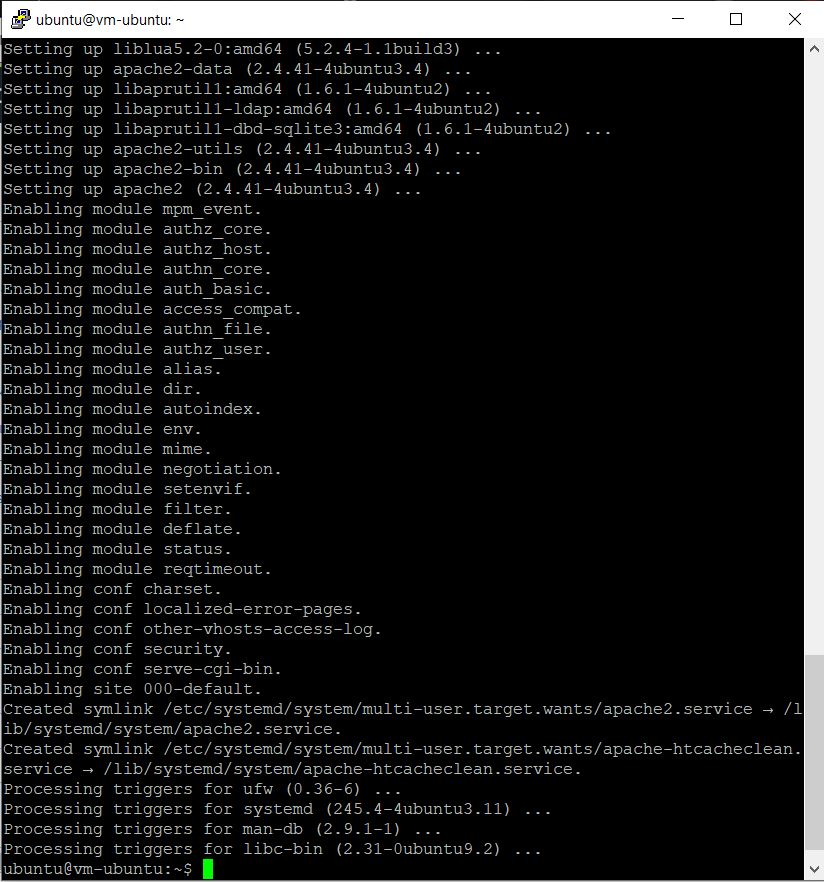 ubuntu@vm-ubuntu: ~
Setting up liblua5.2-0:amd64 (5.2.4-1.1build3) ...
Setting up apache2-data (2.4.41-4ubuntu3.4) ...
Setting up libaprutil1:amd64 (1.6.1-4ubuntu2) ...
Setting up libaprutil1-ldap:amd64 (1.6.1-4ubuntu2) ...
Setting up libaprutil1-dbd-sqlite3:amd64 (1.6.1-4ubuntu2) ...
Setting up apache2-utils (2.4.41-4ubuntu3.4) ...
Setting up apache2-bin (2.4.41-4ubuntu3.4) ...
Setting up apache2 (2.4.41-4ubuntu3.4) ...
Enabling module mpm_event.
Enabling module authz_core.
Enabling module authz_host.
Enabling module authn_core.
Enabling module auth_basic.
Enabling module access_compat.
Enabling module authn_file.
Enabling module authz_user.
Enabling module alias.
Enabling module dir.
Enabling module autoindex.
Enabling module env.
Enabling module mime.
Enabling module negotiation.
Enabling module setenvif.
Enabling module filter.
Enabling module deflate.
Enabling module status.
Enabling module reqtimeout.
Enabling conf charset.
Enabling conf localized-error-pages.
Enabling conf other-vhosts-access-log.
Enabling conf security.
Enabling conf serve-cgi-bin.
Enabling site 000-default.
Created symlink /etc/systemd/system/multi-user.target.wants/apache2.service → /l
ib/systemd/system/apache2.service.
Created symlink /etc/systemd/system/multi-user.target.wants/apache-htcacheclean.
service → /lib/systemd/system/apache-htcacheclean.service.
Processing triggers for ufw (0.36-6) ...
Processing triggers for systemd (245.4-4ubuntu3.11) ...
Processing triggers for man-db (2.9.1-1) ...
Processing triggers for libc-bin (2.31-0ubuntu9.2) ...
ubuntu@vm-ubuntu:~$